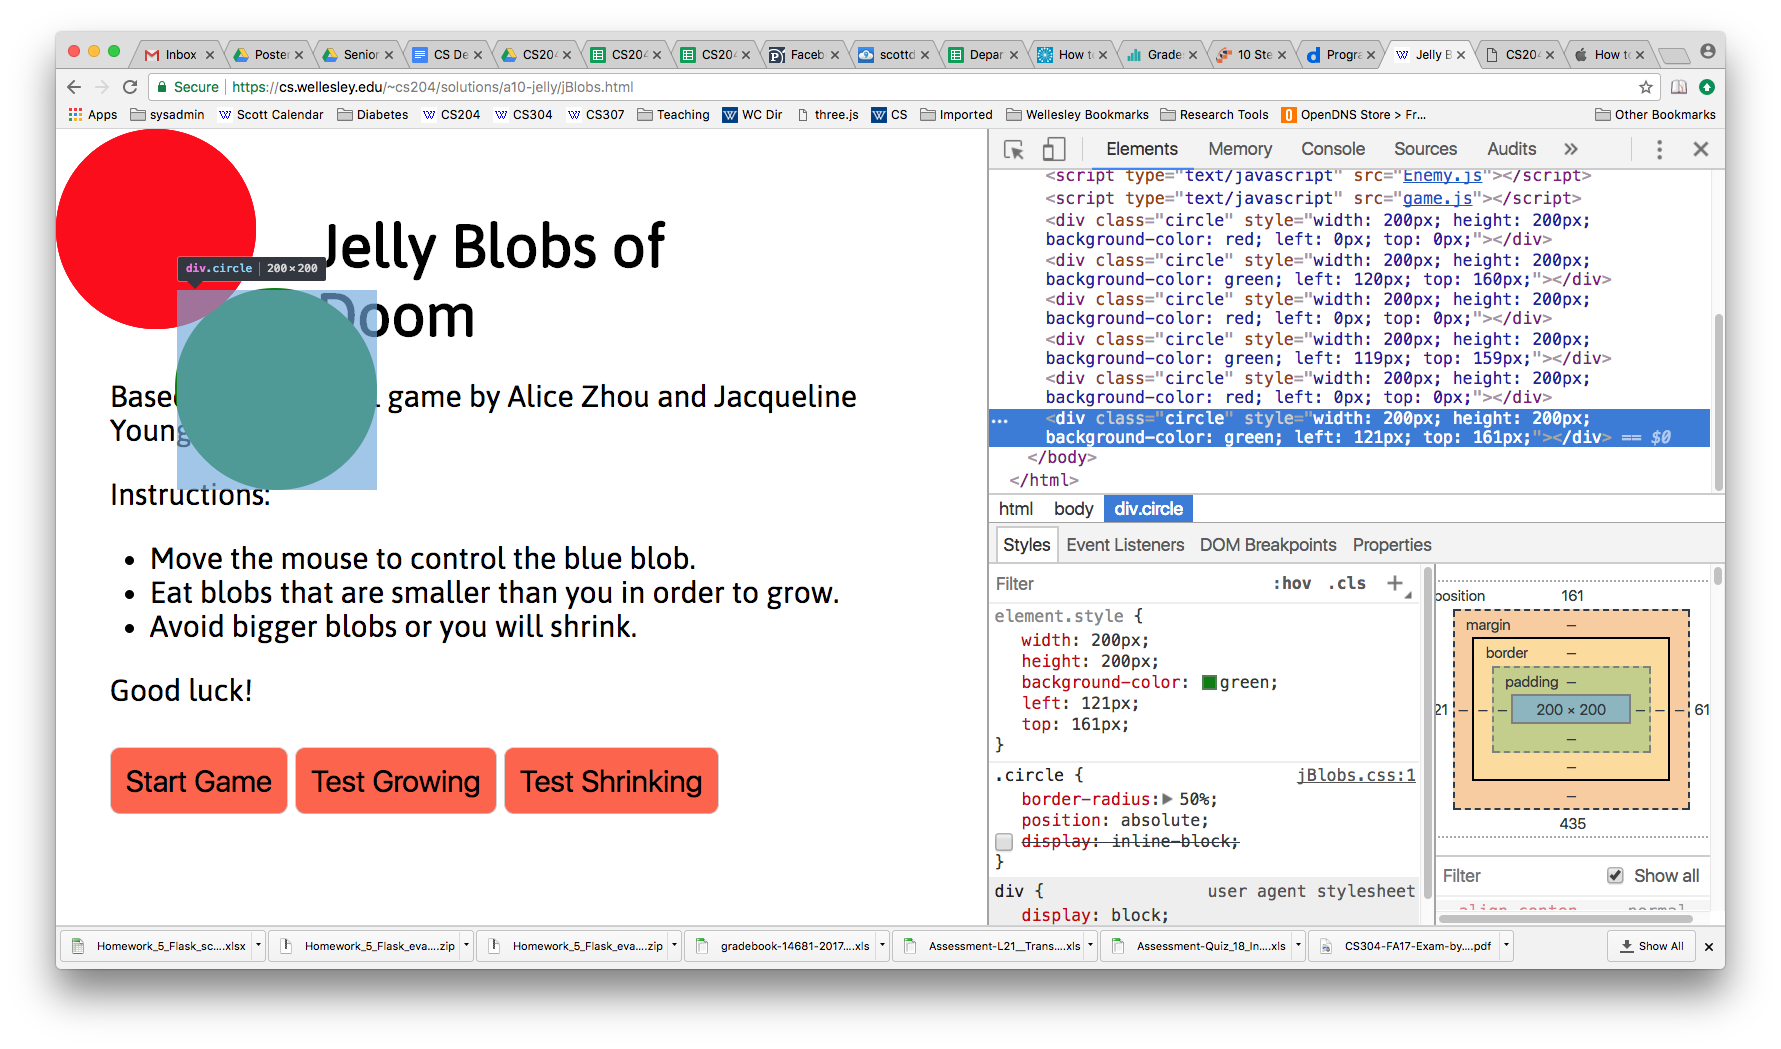 Inbox
Poste
Senior
CS De
CS204
CS204
CS204
Faceb
scottd
Depar
How to
Grade
10 Ste
Progra
Jelly B
CS204
How to
Secure https://cs.wellesley.edu/~cs204/solutions/a10-jelly/jBlobs.html
Apps sysadmin Scott Calendar Diabetes CS204 CS304 CS307 Teaching WC Dir three.js CS Imported Wellesley Bookmarks Research Tools OpenDNS Store > Fr... Other Bookmarks
Jelly Blobs of
Doom
div.circle 200×200
game by Alice Zhou and Jacqueline
Young
Instructions:
• Move the mouse to control the blue blob.
• Eat blobs that are smaller than you in order to grow.
• Avoid bigger blobs or you will shrink.
Good luck!
Start Game Test Growing Test Shrinking
Elements Memory Console Sources Audits »
<script type="text/javascript" src="Enemy.js"></script>
<script type="text/javascript" src="game.js"></script>
<div class="circle" style="width: 200px; height: 200px;
background-color: red; left: 0px; top: 0px;"></div>
<div class="circle" style="width: 200px; height: 200px;
background-color: green; left: 120px; top: 160px;"></div>
<div class="circle" style="width: 200px; height: 200px;
background-color: red; left: 0px; top: 0px;"></div>
<div class="circle" style="width: 200px; height: 200px;
background-color: green; left: 119px; top: 159px;"></div>
<div class="circle" style="width: 200px; height: 200px;
background-color: red; left: 0px; top: 0px;"></div>
... <div class="circle" style="width: 200px; height: 200px;
background-color: green; left: 121px; top: 161px;"></div> == $0
</body>
</html>
html body div.circle
Styles Event Listeners DOM Breakpoints Properties
Filter :hov .cls +
element.style {
width: 200px;
height: 200px;
background-color: green;
left: 121px;
top: 161px;
}
.circle { jBlobs.css:1
border-radius: 50%;
position: absolute;
display: inline-block;
}
div { user agent stylesheet
display: block;
position 161
margin –
border –
padding –
21 – – – 200 × 200 – – – 61
–
–
–
435
Filter Show all
Homework_5_Flask_sc....xlsx
Homework_5_Flask_eva....zip
Homework_5_Flask_eva....zip
gradebook-14681-2017....xls
Assessment-L21__Trans....xls
Assessment-Quiz_18_In....xls
CS304-FA17-Exam-by-....pdf
Show All